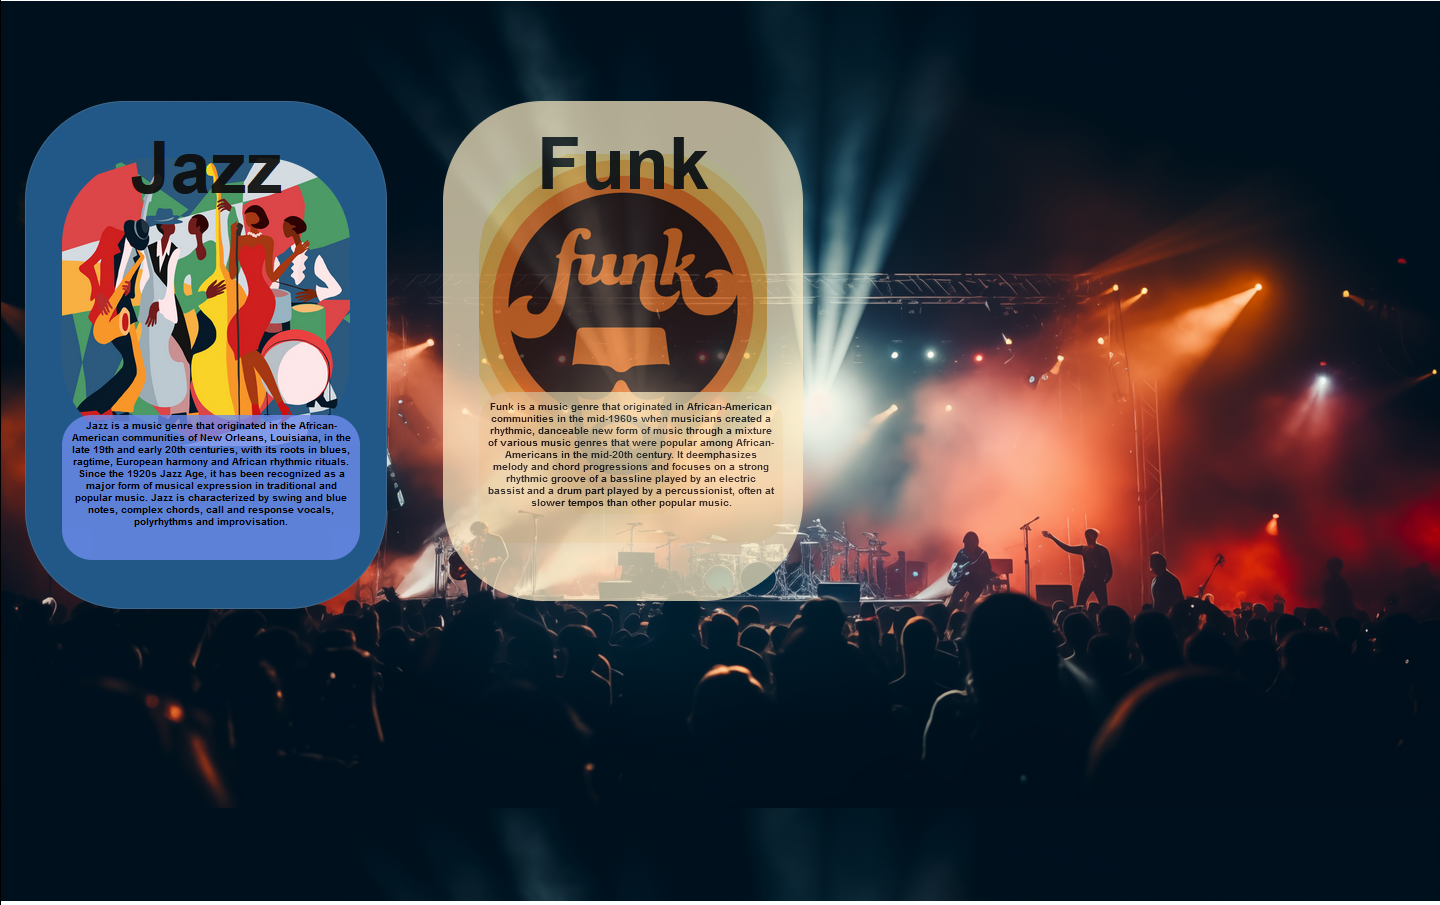 Jazz
Jazz is a music genre that originated in the African-
American communities of New Orleans, Louisiana, in the
late 19th and early 20th centuries, with its roots in blues,
ragtime, European harmony and African rhythmic rituals.
Since the 1920s Jazz Age, it has been recognized as a
major form of musical expression in traditional and
popular music. Jazz is characterized by swing and blue
notes, complex chords, call and response vocals,
polyrhythms and improvisation.
Funk
funk
Funk is a music genre that originated in African-American
communities in the mid-1960s when musicians created a
rhythmic, danceable new form of music through a mixture
of various music genres that were popular among African-
Americans in the mid-20th century. It deemphasizes
melody and chord progressions and focuses on a strong
rhythmic groove of a bassline played by an electric
bassist and a drum part played by a percussionist, often at
slower tempos than other popular music.